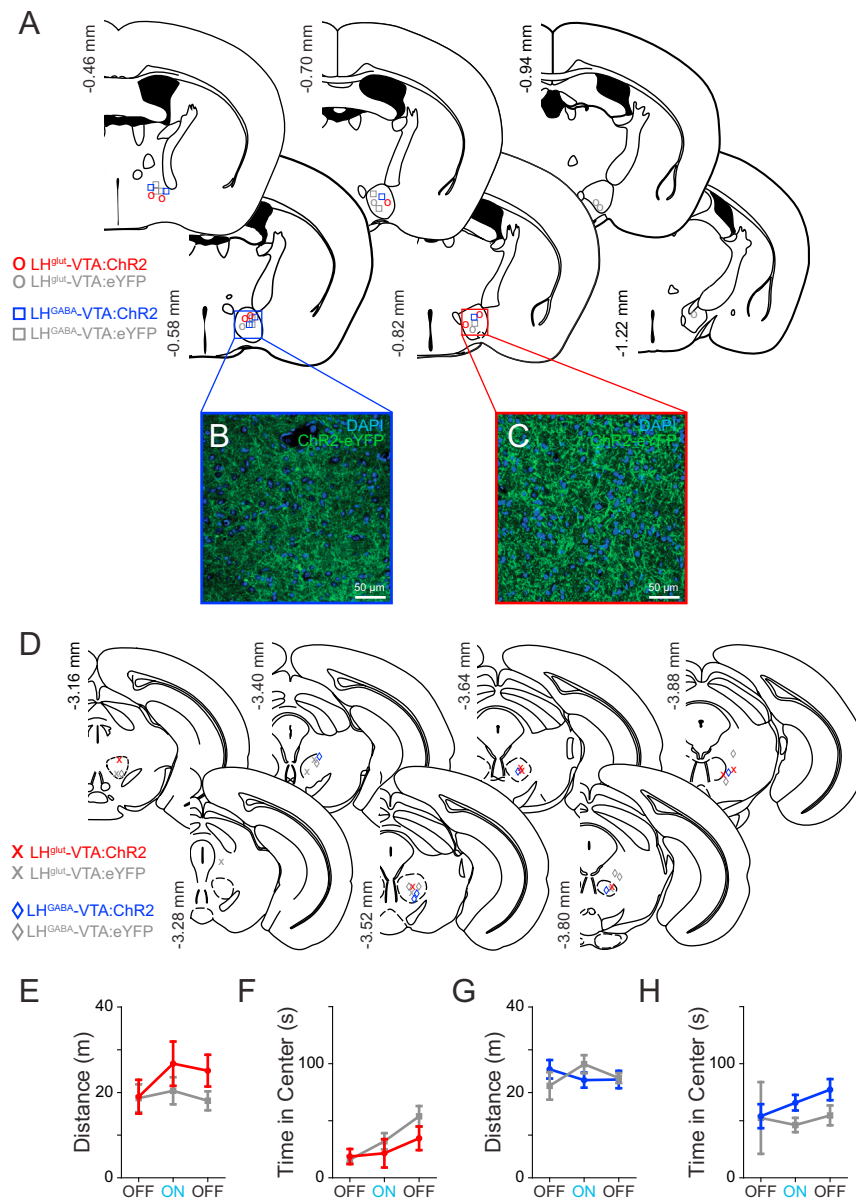 A
-0.46 mm
-0.70 mm
-0.94 mm
-0.58 mm
-0.82 mm
-1.22 mm
O LHglut-VTA:ChR2
O LHglut-VTA:eYFP
LHGABA-VTA:ChR2
LHGABA-VTA:eYFP
B
DAPI
ChR2-eYFP
50 µm
C
DAPI
ChR2-eYFP
50 µm
D
-3.16 mm
-3.40 mm
-3.64 mm
-3.88 mm
-3.28 mm
-3.52 mm
-3.80 mm
X LHglut-VTA:ChR2
X LHglut-VTA:eYFP
◊ LHGABA-VTA:ChR2
◊ LHGABA-VTA:eYFP
E
Distance (m)
40
20
0
OFF ON OFF
F
Time in Center (s)
100
0
OFF ON OFF
G
Distance (m)
40
20
0
OFF ON OFF
H
Time in Center (s)
100
0
OFF ON OFF